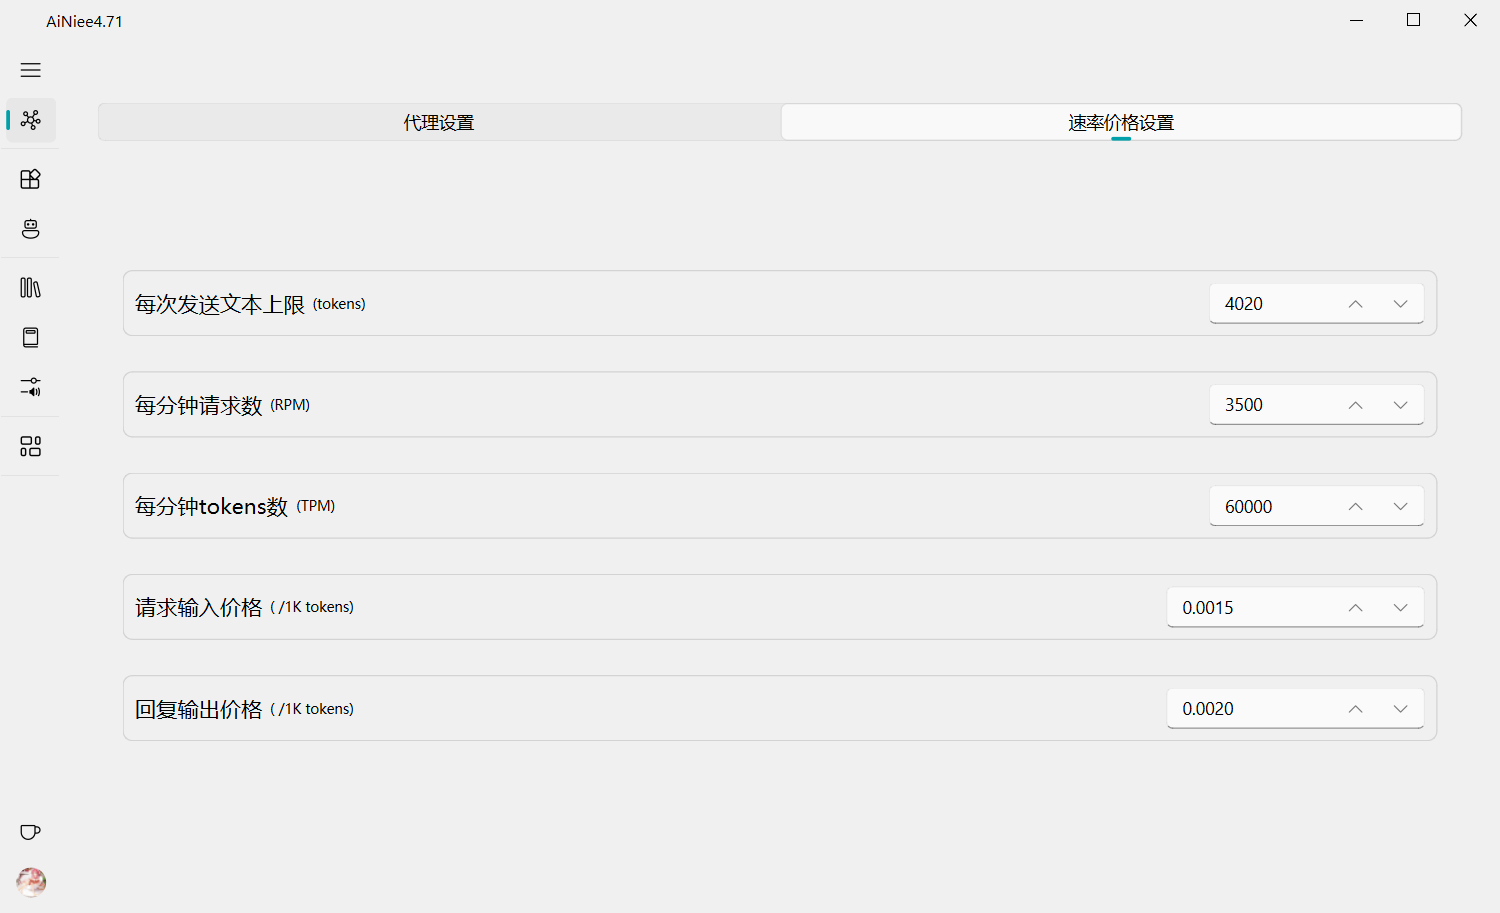 AiNiee4.71
代理设置
速率价格设置
每次发送文本上限 (tokens)
4020
每分钟请求数 (RPM)
3500
每分钟tokens数 (TPM)
60000
请求输入价格 ( /1K tokens)
0.0015
回复输出价格 ( /1K tokens)
0.0020